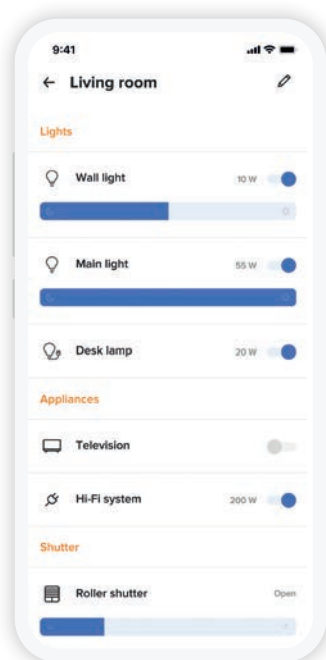 9:41
Living room
Lights
Wall light 10 W
Main light 55 W
Desk lamp 20 W
Appliances
Television
Hi-Fi system 200 W
Shutter
Roller shutter Open